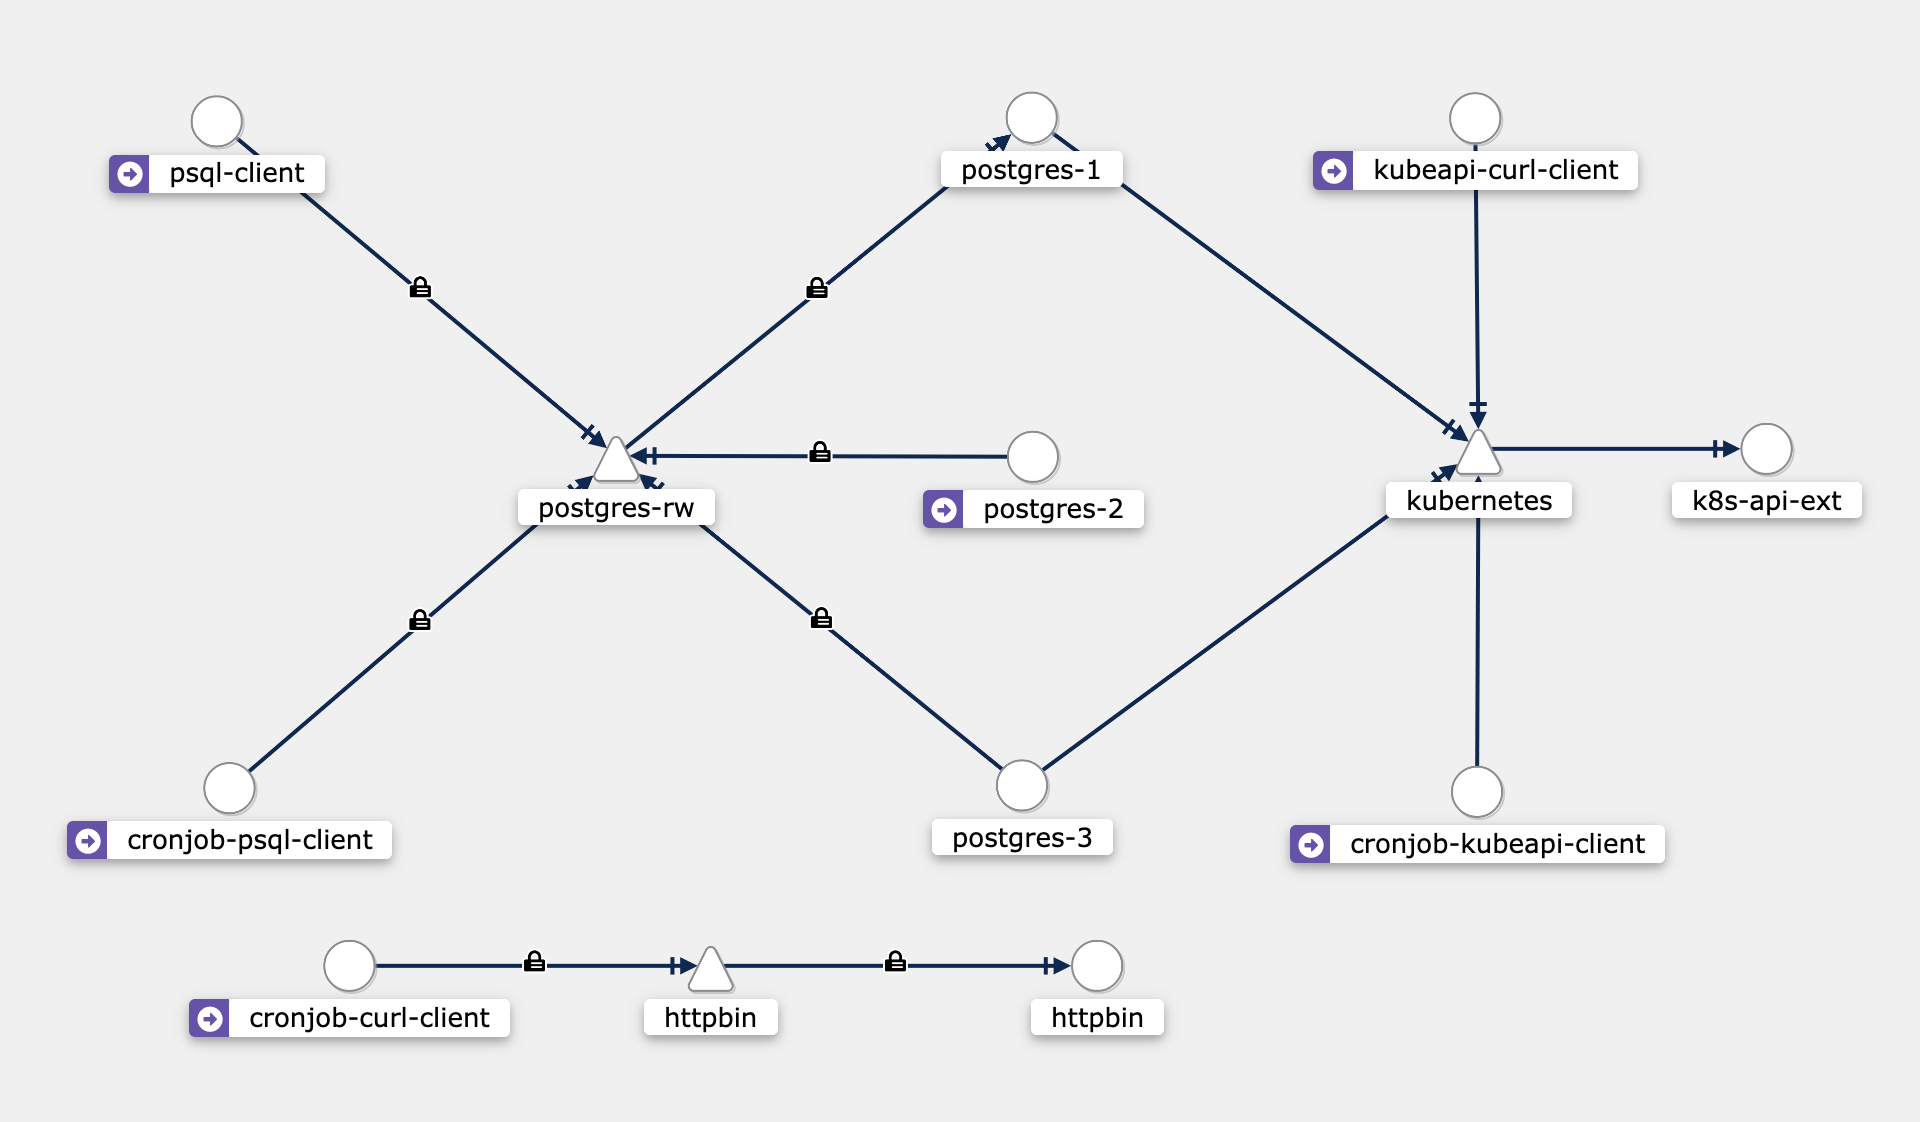 psql-client
postgres-1
kubeapi-curl-client
postgres-rw
postgres-2
kubernetes
k8s-api-ext
cronjob-psql-client
postgres-3
cronjob-kubeapi-client
cronjob-curl-client
httpbin
httpbin